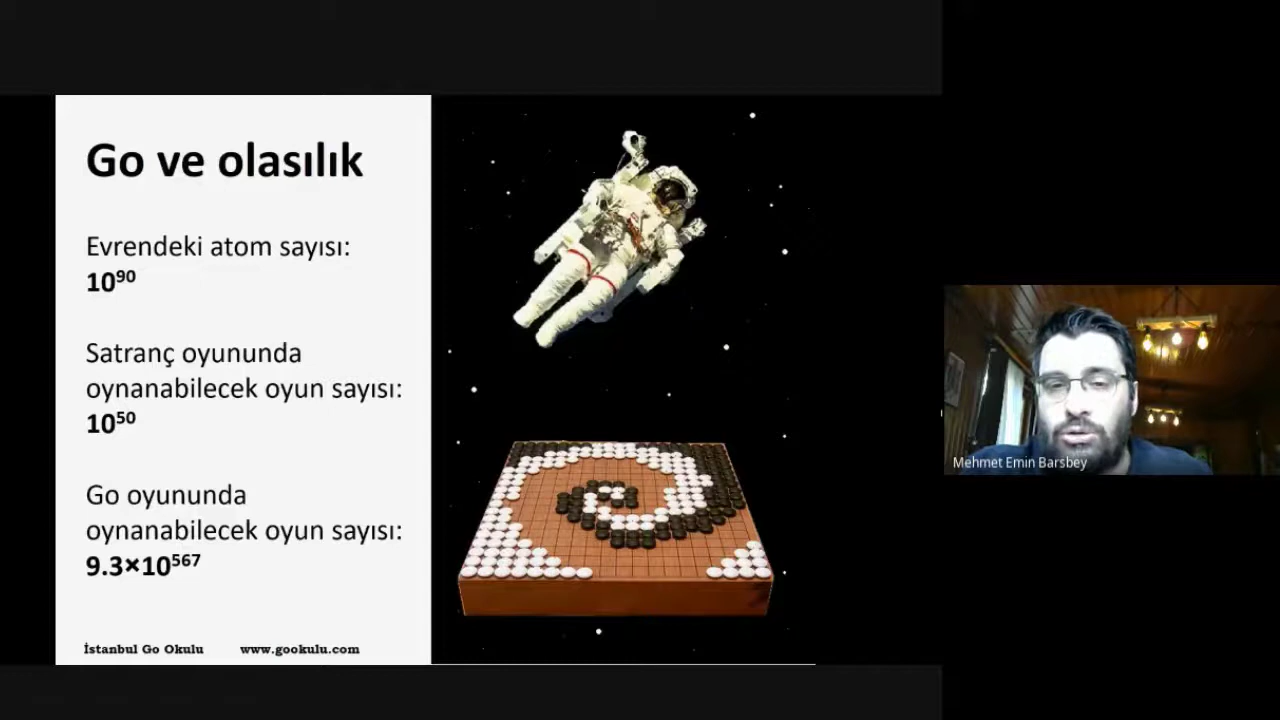 Go ve olasılık
Evrendeki atom sayısı:
10⁹⁰
Satranç oyununda
oynanabilecek oyun sayısı:
10⁵⁰
Go oyununda
oynanabilecek oyun sayısı:
9.3×10⁵⁶⁷
İstanbul Go Okulu www.gookulu.com
Mehmet Emin Barsbey